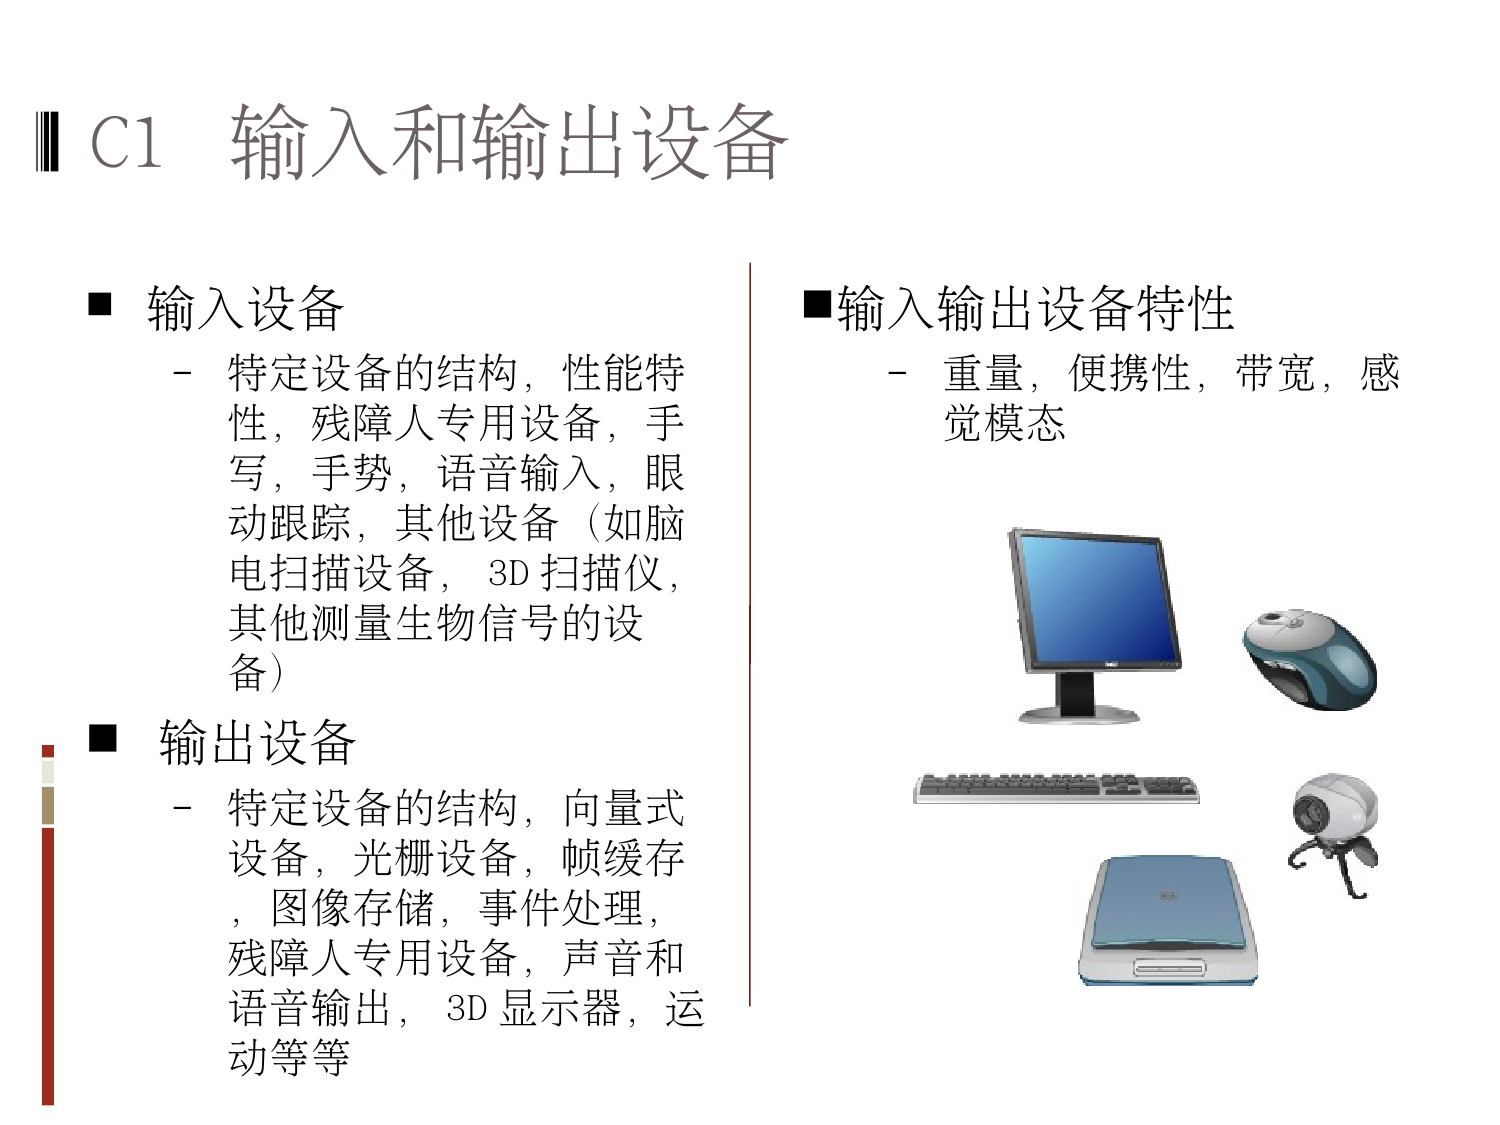 C1 输入和输出设备
■ 输入设备
– 特定设备的结构，性能特
性，残障人专用设备，手
写，手势，语音输入，眼
动跟踪，其他设备（如脑
电扫描设备， 3D 扫描仪，
其他测量生物信号的设
备）
■ 输出设备
– 特定设备的结构，向量式
设备，光栅设备，帧缓存
，图像存储，事件处理，
残障人专用设备，声音和
语音输出， 3D 显示器，运
动等等
■输入输出设备特性
– 重量，便携性，带宽，感
觉模态